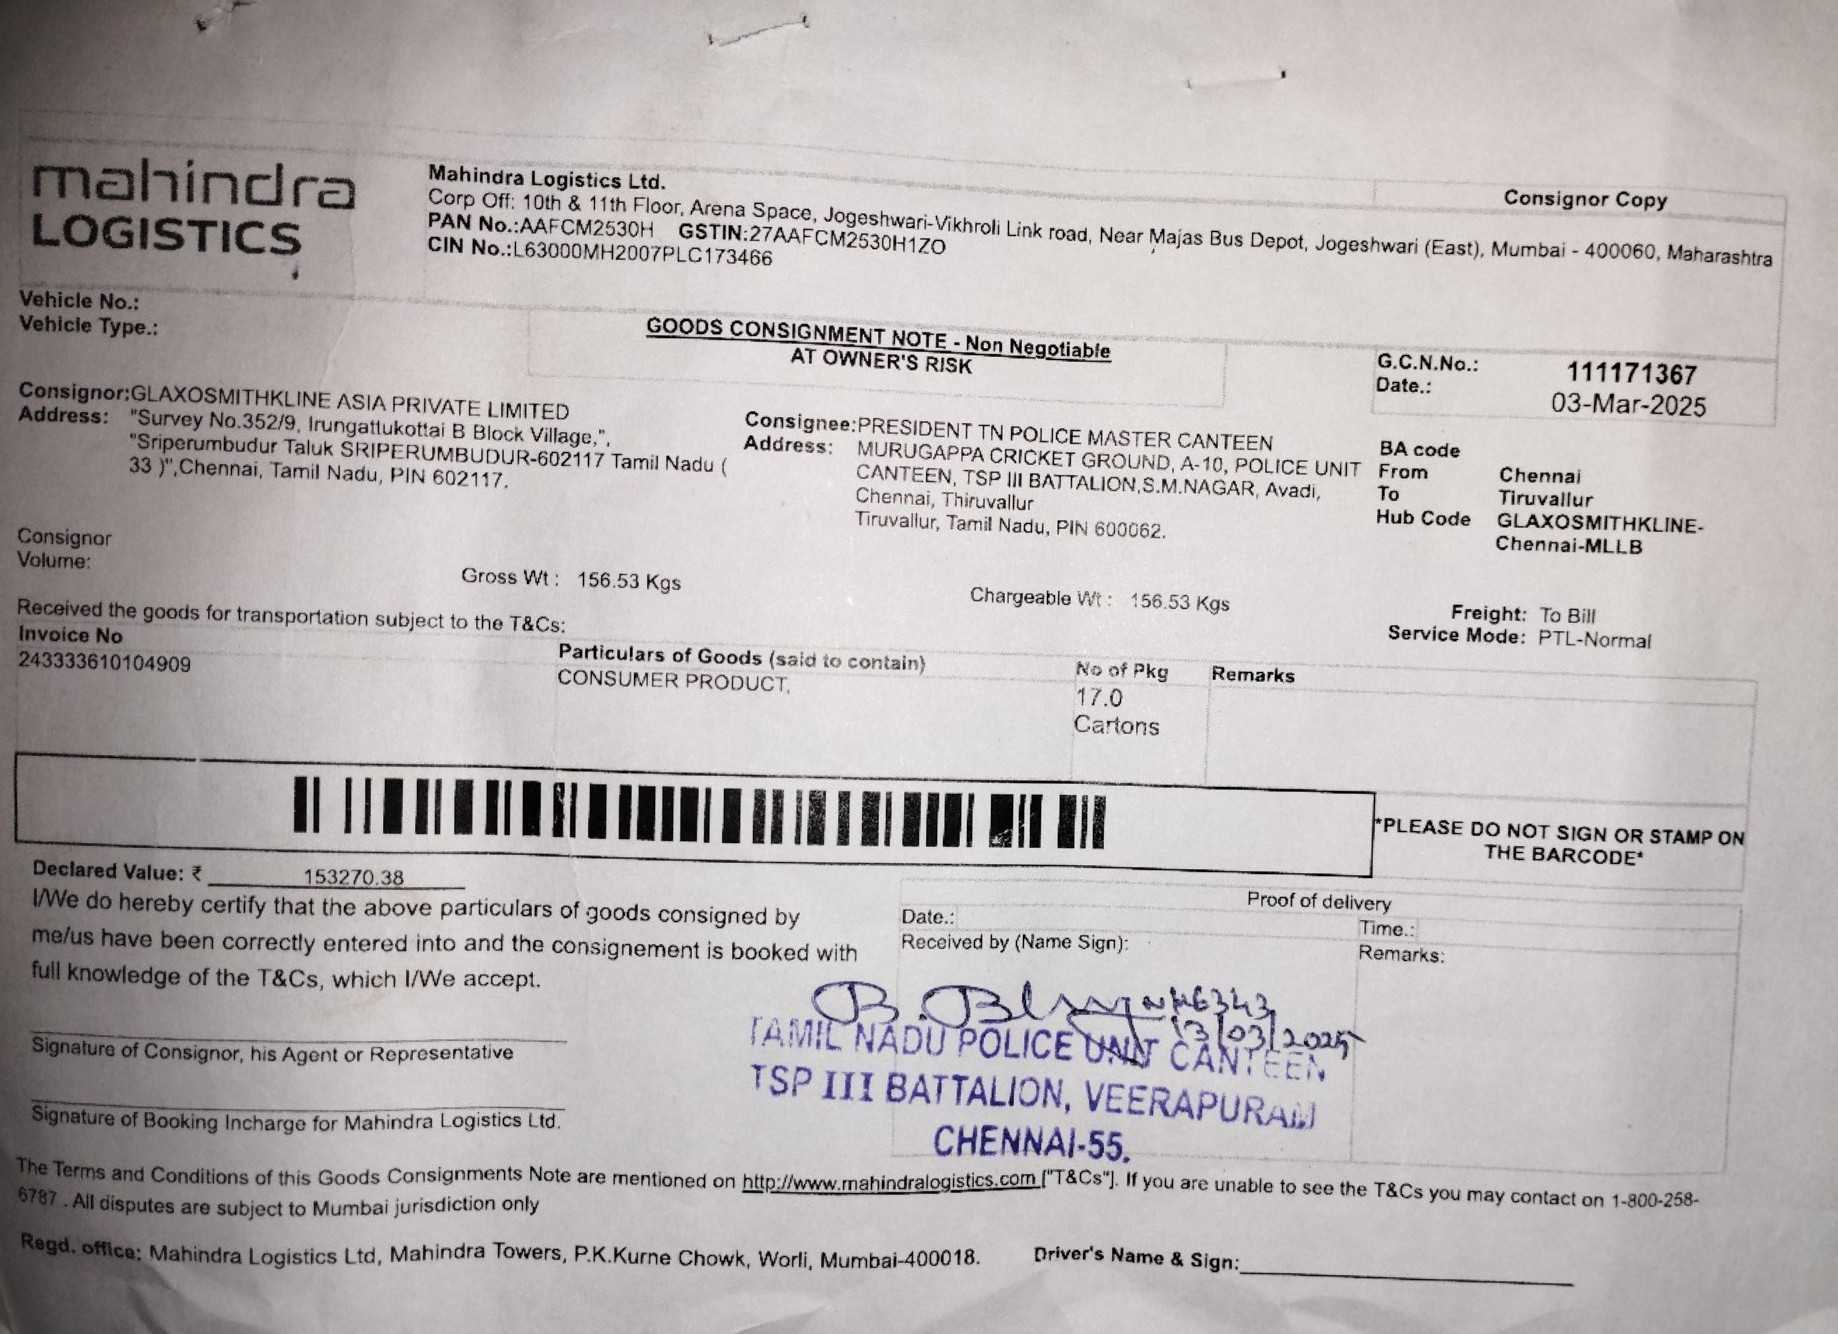 mahindra
LOGISTICS
Mahindra Logistics Ltd.
Corp Off: 10th & 11th Floor, Arena Space, Jogeshwari-Vikhroli Link road, Near Majas Bus Depot, Jogeshwari (East), Mumbai - 400060, Maharashtra
PAN No.:AAFCM2530H GSTIN:27AAFCM2530H1ZO
CIN No.:L63000MH2007PLC173466
Consignor Copy
Vehicle No.:
Vehicle Type.:
GOODS CONSIGNMENT NOTE - Non Negotiable
AT OWNER'S RISK
G.C.N.No.: 111171367
Date.: 03-Mar-2025
Consignor:GLAXOSMITHKLINE ASIA PRIVATE LIMITED
Address: "Survey No.352/9, Irungattukottai B Block Village,",
"Sriperumbudur Taluk SRIPERUMBUDUR-602117 Tamil Nadu (
33 )",Chennai, Tamil Nadu, PIN 602117.
Consignee:PRESIDENT TN POLICE MASTER CANTEEN
Address: MURUGAPPA CRICKET GROUND, A-10, POLICE UNIT
CANTEEN, TSP III BATTALION,S.M.NAGAR, Avadi,
Chennai, Thiruvallur
Tiruvallur, Tamil Nadu, PIN 600062.
BA code
From Chennai
To Tiruvallur
Hub Code GLAXOSMITHKLINE-
Chennai-MLLB
Consignor
Volume:
Gross Wt : 156.53 Kgs
Chargeable Wt : 156.53 Kgs
Freight: To Bill
Service Mode: PTL-Normal
Received the goods for transportation subject to the T&Cs:
Invoice No
243333610104909
Particulars of Goods (said to contain)
CONSUMER PRODUCT,
No of Pkg
17.0
Cartons
Remarks
*PLEASE DO NOT SIGN OR STAMP ON
THE BARCODE*
Declared Value: ₹ 153270.38
I/We do hereby certify that the above particulars of goods consigned by
me/us have been correctly entered into and the consignement is booked with
full knowledge of the T&Cs, which I/We accept.
Proof of delivery
Date.:
Time.:
Received by (Name Sign):
Remarks:
13/03/2025
TAMIL NADU POLICE UNIT CANTEEN
TSP III BATTALION, VEERAPURAM
CHENNAI-55.
Signature of Consignor, his Agent or Representative
Signature of Booking Incharge for Mahindra Logistics Ltd.
The Terms and Conditions of this Goods Consignments Note are mentioned on http://www.mahindralogistics.com ["T&Cs"]. If you are unable to see the T&Cs you may contact on 1-800-258-
6787 . All disputes are subject to Mumbai jurisdiction only
Regd. office: Mahindra Logistics Ltd, Mahindra Towers, P.K.Kurne Chowk, Worli, Mumbai-400018.
Driver's Name & Sign: